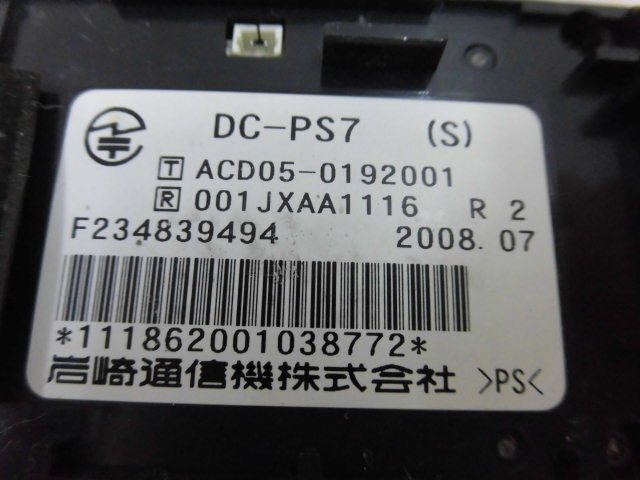 DC-PS7 (S)
T ACD05-0192001
R 001JXAA1116 R 2
F234839494 2008.07
*111862001038772*
岩崎通信機株式会社 >PS<